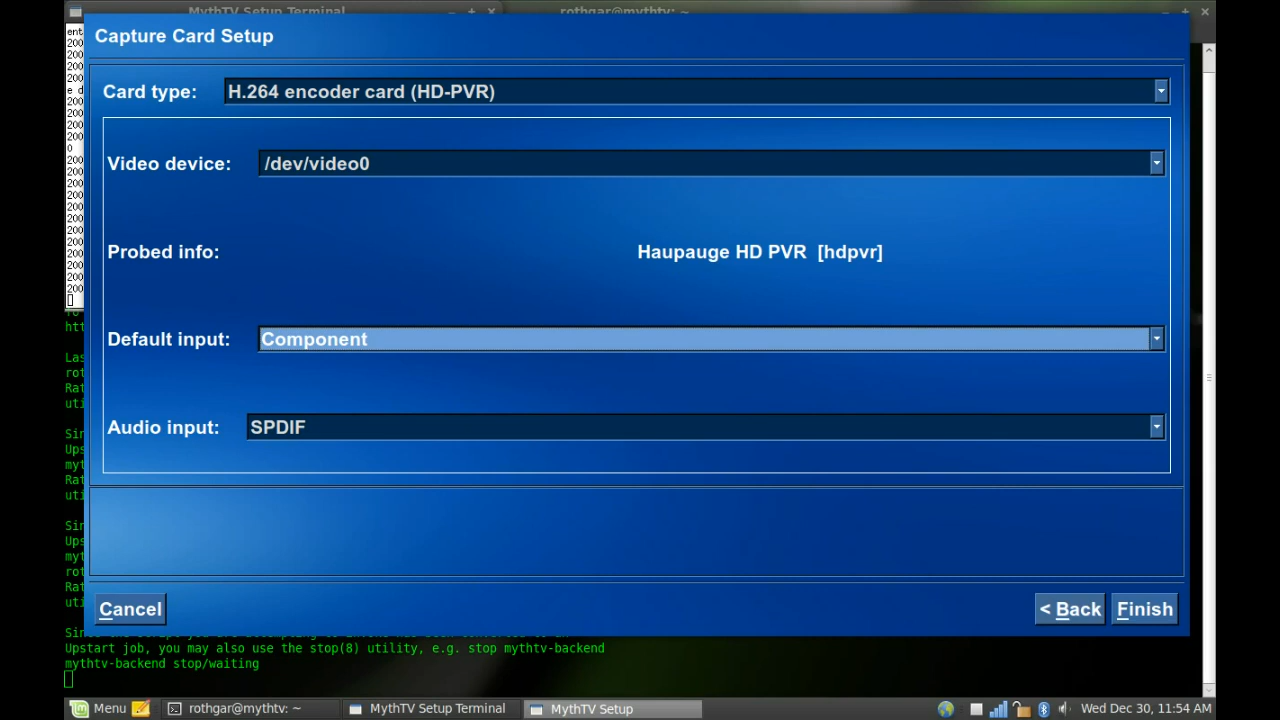 MythTV Setup Terminal
rothgar@mythtv: ~
Capture Card Setup
Card type: H.264 encoder card (HD-PVR)
Video device: /dev/video0
Probed info: Haupauge HD PVR [hdpvr]
Default input: Component
Audio input: SPDIF
Cancel < Back Finish
Upstart job, you may also use the stop(8) utility, e.g. stop mythtv-backend
mythtv-backend stop/waiting
Menu rothgar@mythtv: ~ MythTV Setup Terminal MythTV Setup Wed Dec 30, 11:54 AM